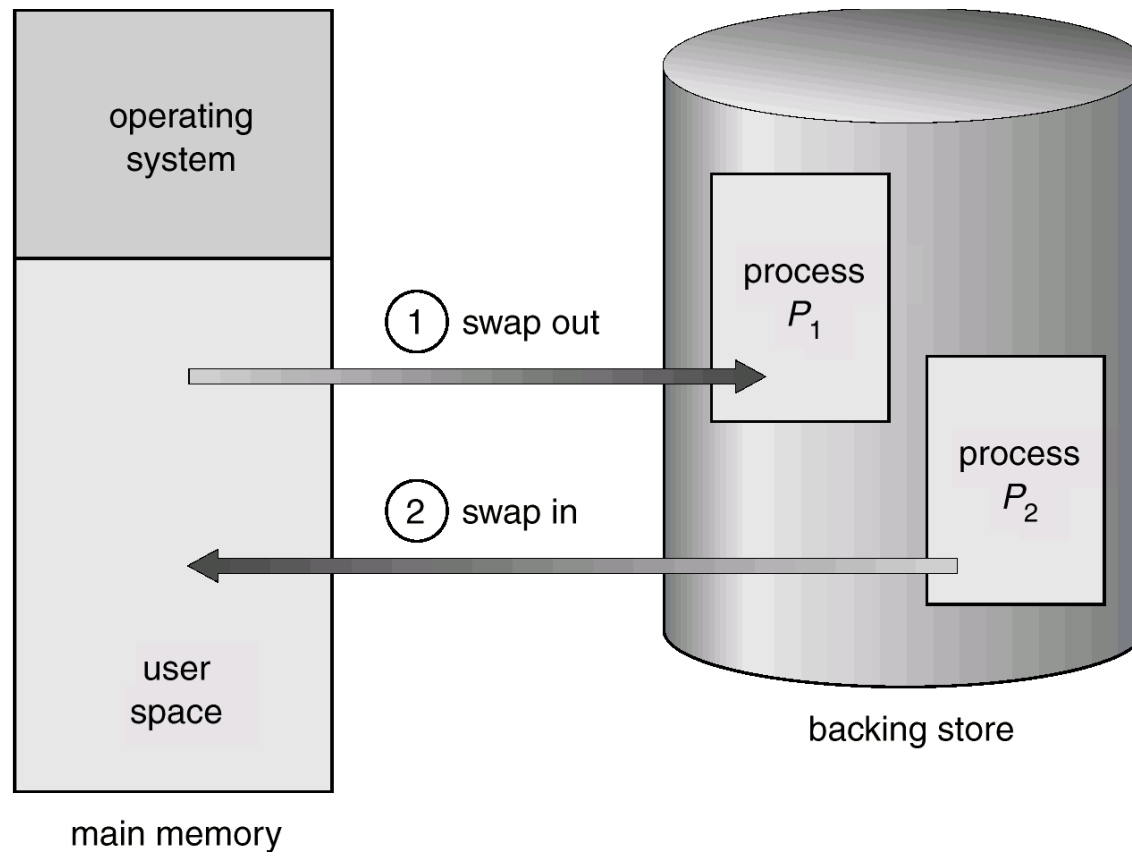 operating
system
1 swap out
process
P1
2 swap in
process
P2
user
space
backing store
main memory